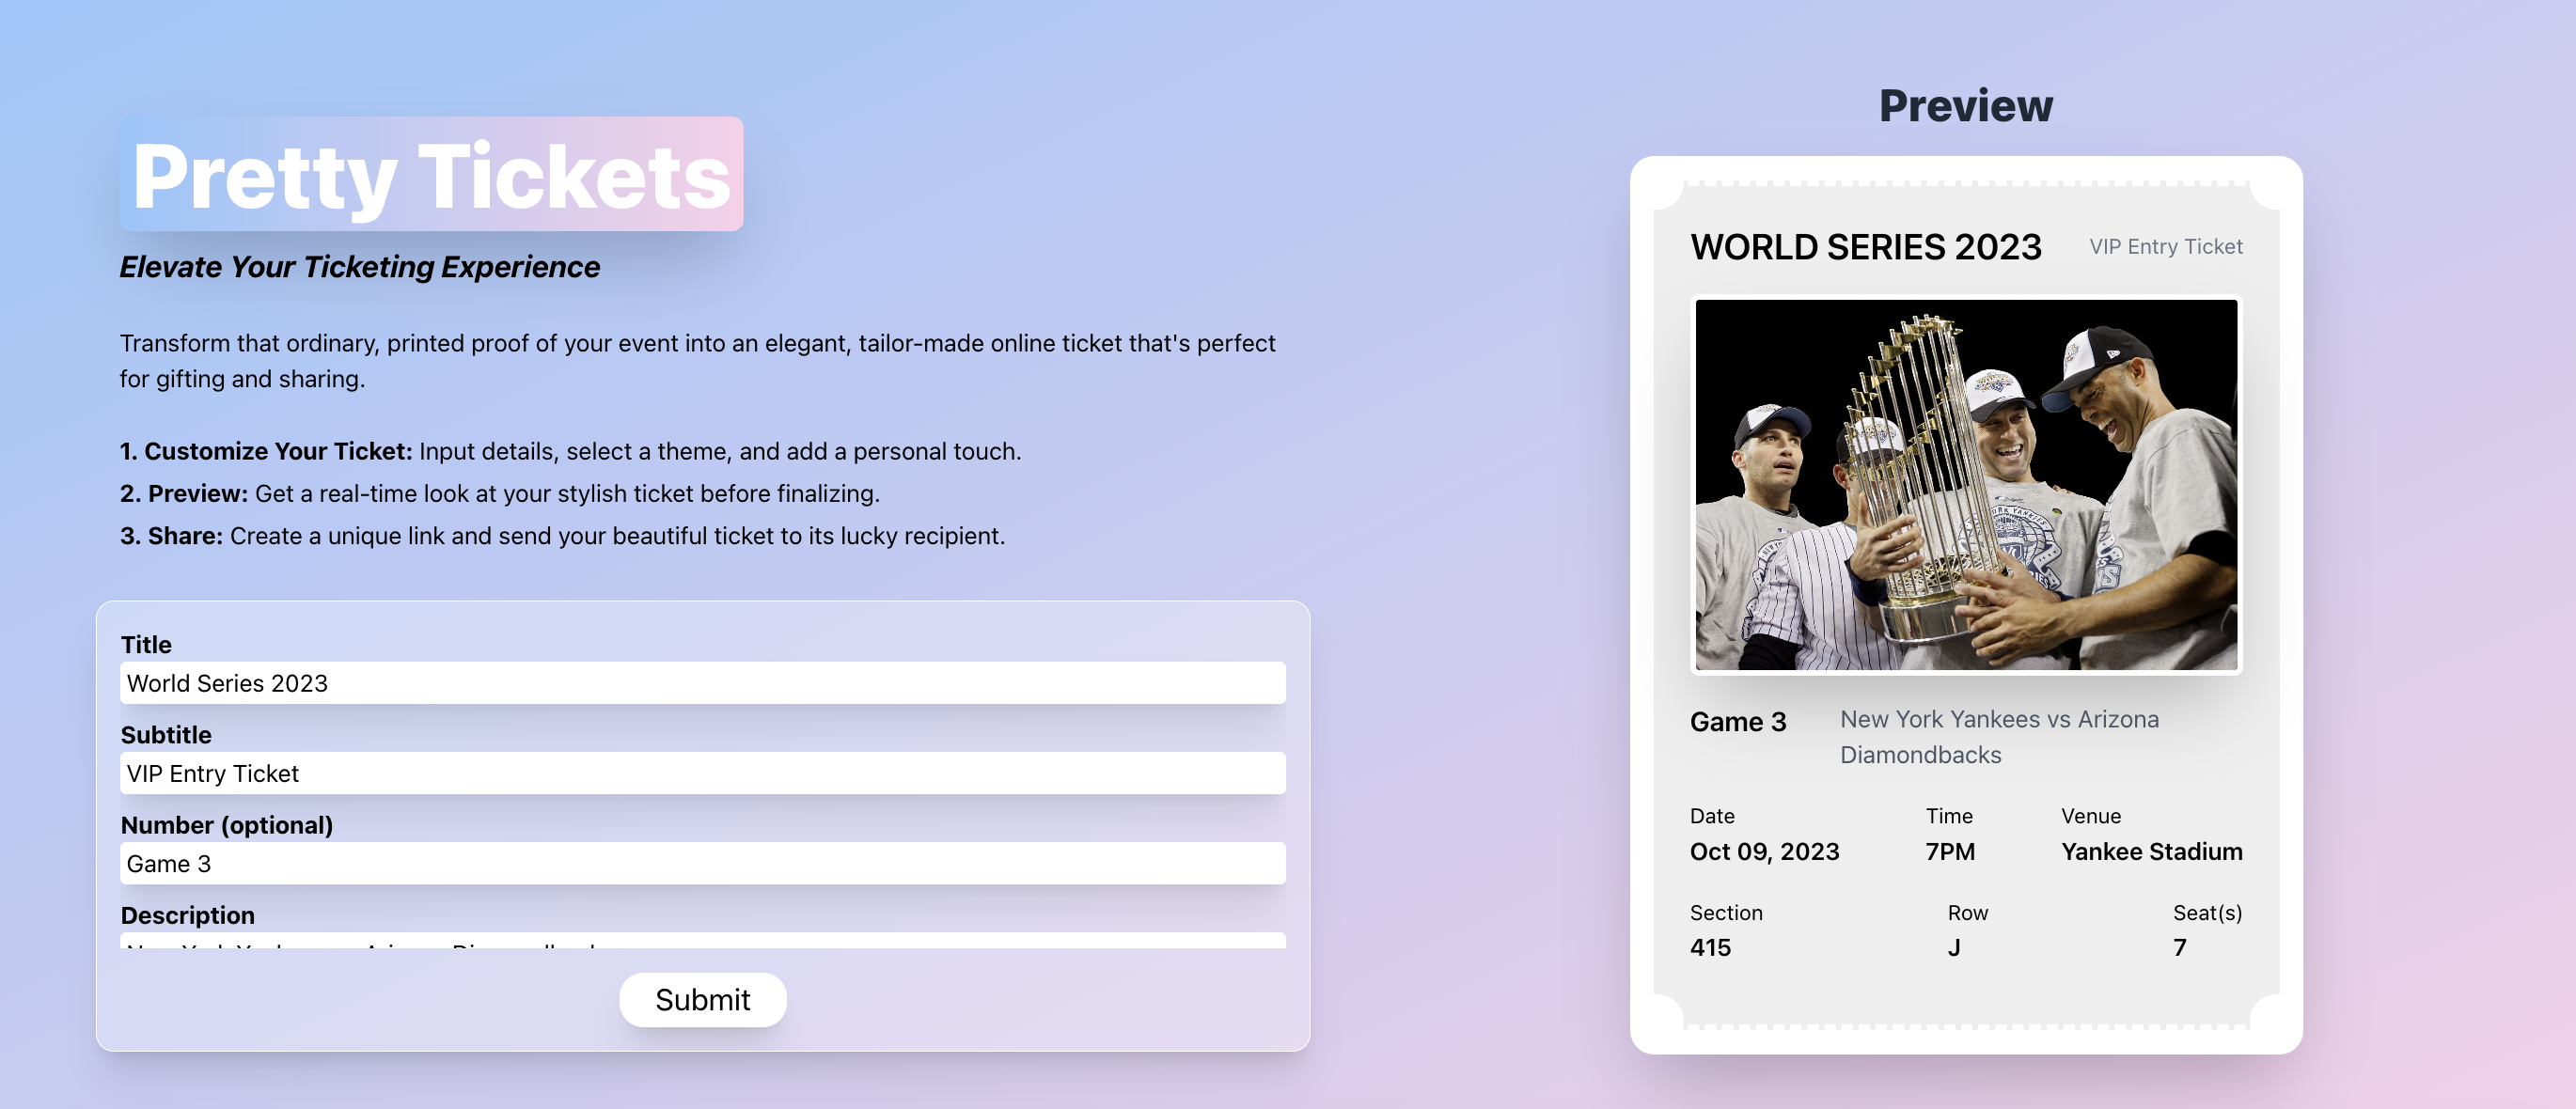 Pretty Tickets
Elevate Your Ticketing Experience
Transform that ordinary, printed proof of your event into an elegant, tailor-made online ticket that's perfect
for gifting and sharing.
1. Customize Your Ticket: Input details, select a theme, and add a personal touch.
2. Preview: Get a real-time look at your stylish ticket before finalizing.
3. Share: Create a unique link and send your beautiful ticket to its lucky recipient.
Title
World Series 2023
Subtitle
VIP Entry Ticket
Number (optional)
Game 3
Description
Submit
Preview
WORLD SERIES 2023 VIP Entry Ticket
Game 3 New York Yankees vs Arizona
Diamondbacks
Date Time Venue
Oct 09, 2023 7PM Yankee Stadium
Section Row Seat(s)
415 J 7